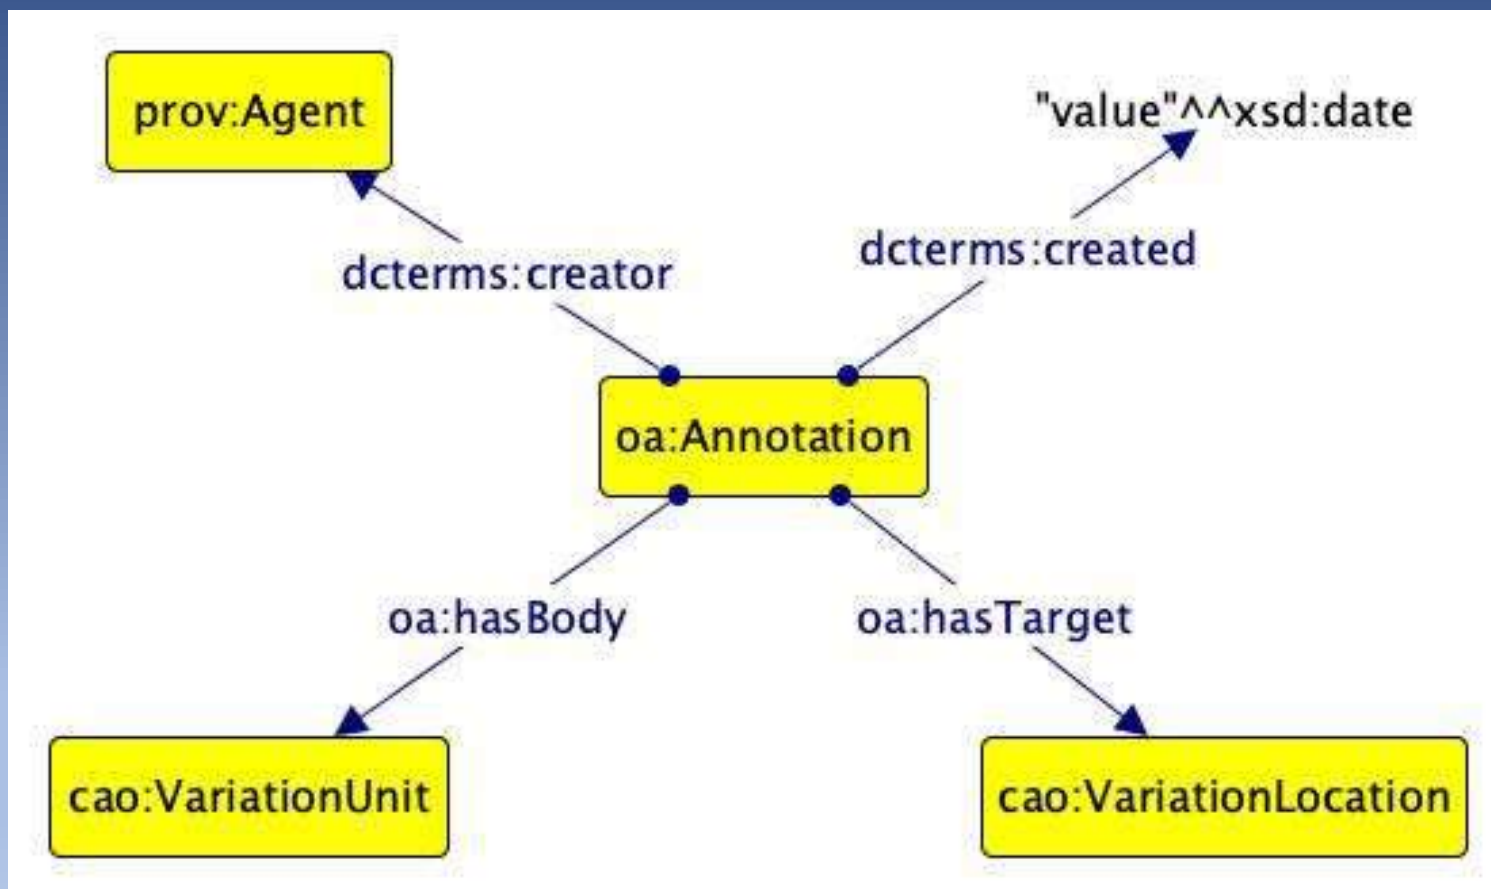 prov:Agent
"value"^^xsd:date
dcterms:creator
dcterms:created
oa:Annotation
oa:hasBody
oa:hasTarget
cao:VariationUnit
cao:VariationLocation